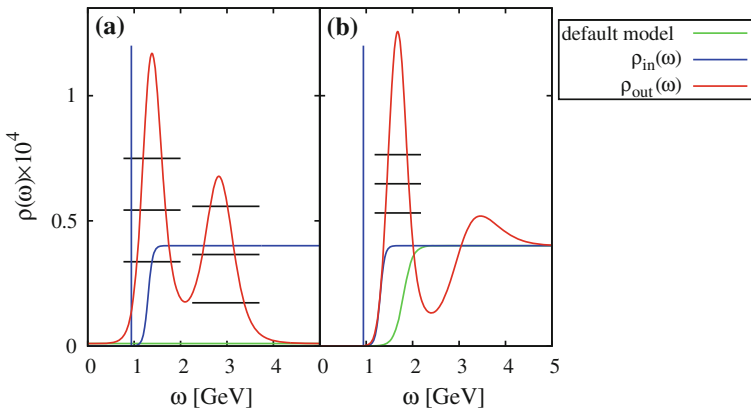 (a)
(b)
default model
ρin(ω)
ρout(ω)
ρ(ω)×10⁴
1
0.5
0
0 1 2 3 4
0 1 2 3 4 5
ω [GeV]
ω [GeV]